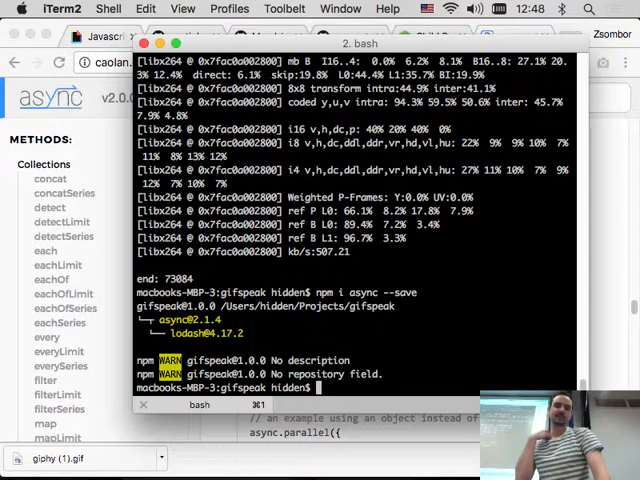 iTerm2 Shell Edit View Profiles Toolbelt Window Help 12:48
Javascri
Zsombor
caolan.
async v2.0.0
METHODS:
Collections
concat
concatSeries
detect
detectLimit
detectSeries
each
eachLimit
eachOf
eachOfLimit
eachOfSeries
eachSeries
every
everyLimit
everySeries
filter
filterLimit
filterSeries
groupBy
map
mapLimit
2. bash
[libx264 @ 0x7fac0a002800] mb B I16..4: 0.0% 6.2% 8.1% B16..8: 27.1% 20.
3% 12.4% direct: 6.1% skip:19.8% L0:44.4% L1:35.7% BI:19.9%
[libx264 @ 0x7fac0a002800] 8x8 transform intra:44.9% inter:41.1%
[libx264 @ 0x7fac0a002800] coded y,u,v intra: 94.3% 59.5% 50.6% inter: 45.7%
7.9% 4.8%
[libx264 @ 0x7fac0a002800] i16 v,h,dc,p: 40% 20% 40% 0%
[libx264 @ 0x7fac0a002800] i8 v,h,dc,ddl,ddr,vr,hd,vl,hu: 22% 9% 9% 10% 7%
11% 8% 13% 12%
[libx264 @ 0x7fac0a002800] i4 v,h,dc,ddl,ddr,vr,hd,vl,hu: 27% 11% 10% 7% 9%
12% 7% 10% 7%
[libx264 @ 0x7fac0a002800] Weighted P-Frames: Y:0.0% UV:0.0%
[libx264 @ 0x7fac0a002800] ref P L0: 66.1% 8.2% 17.8% 7.9%
[libx264 @ 0x7fac0a002800] ref B L0: 89.4% 7.2% 3.4%
[libx264 @ 0x7fac0a002800] ref B L1: 96.7% 3.3%
[libx264 @ 0x7fac0a002800] kb/s:507.21
end: 73084
macbooks-MBP-3:gifspeak hidden$ npm i async --save
gifspeak@1.0.0 /Users/hidden/Projects/gifspeak
└─┬ async@2.1.4
└── lodash@4.17.2
npm WARN gifspeak@1.0.0 No description
npm WARN gifspeak@1.0.0 No repository field.
macbooks-MBP-3:gifspeak hidden$
bash ⌘1
// an example using an object instead of
async.parallel({
giphy (1).gif